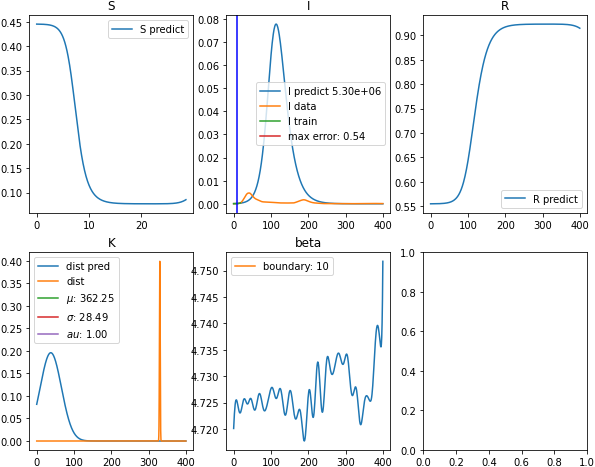 S
I
R
0.45
0.40
0.35
0.30
0.25
0.20
0.15
0.10
0 10 20
S predict
0.08
0.07
0.06
0.05
0.04
0.03
0.02
0.01
0.00
0 100 200 300 400
I predict 5.30e+06
I data
I train
max error: 0.54
0.90
0.85
0.80
0.75
0.70
0.65
0.60
0.55
0 200 400
R predict
K
beta
0.40
0.35
0.30
0.25
0.20
0.15
0.10
0.05
0.00
0 100 200 300 400
dist pred
dist
μ: 362.25
σ: 28.49
au: 1.00
4.750
4.745
4.740
4.735
4.730
4.725
4.720
0 100 200 300 400
boundary: 10
1.0
0.8
0.6
0.4
0.2
0.0
0.0 0.2 0.4 0.6 0.8 1.0